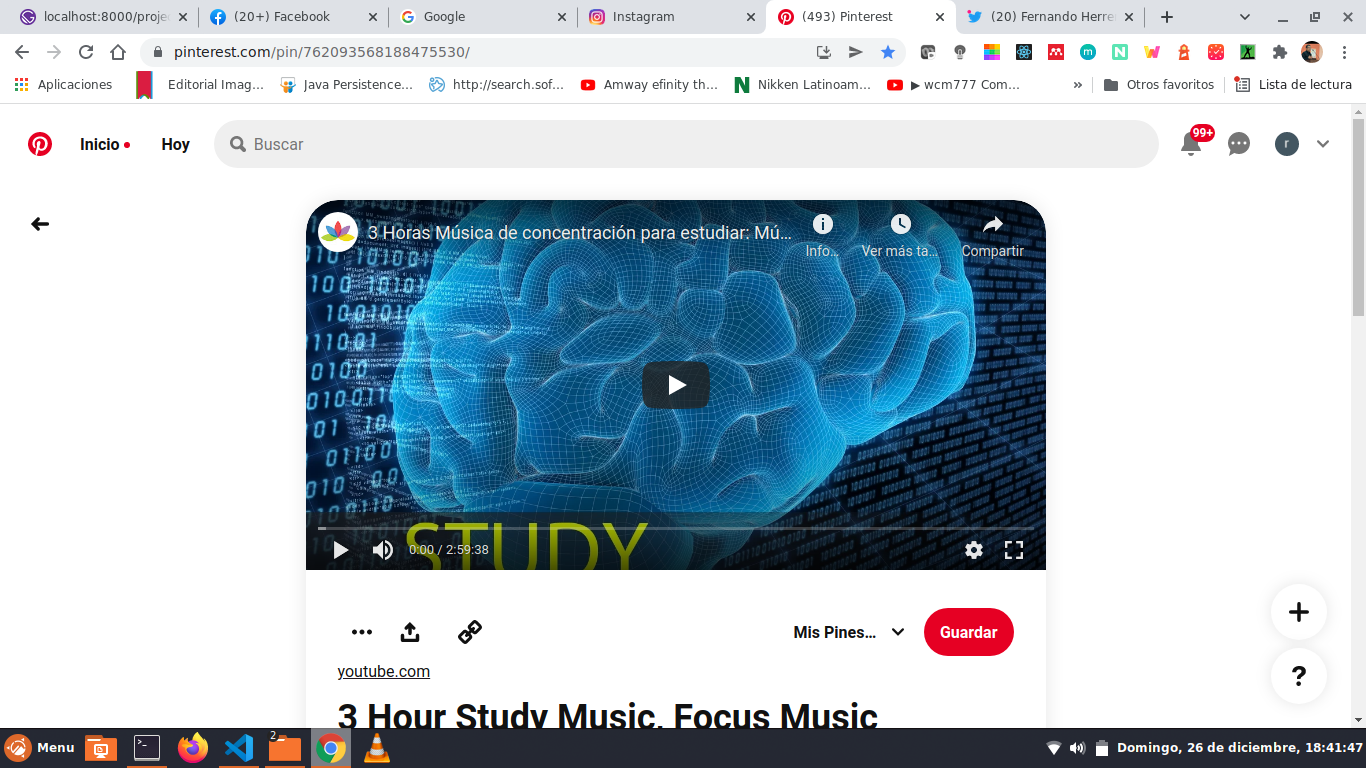 localhost:8000/proje
(20+) Facebook
Google
Instagram
(493) Pinterest
(20) Fernando Herre
pinterest.com/pin/762093568188475530/
Aplicaciones
Editorial Imag...
Java Persistence...
http://search.sof...
Amway efinity th...
Nikken Latinoam...
▶ wcm777 Com...
»
Otros favoritos
Lista de lectura
Inicio
Hoy
Buscar
99+
r
3 Horas Música de concentración para estudiar: Mú...
Info...
Ver más ta...
Compartir
STUDY
0:00 / 2:59:38
Mis Pines...
Guardar
youtube.com
3 Hour Study Music, Focus Music
Menu
2
Domingo, 26 de diciembre, 18:41:47